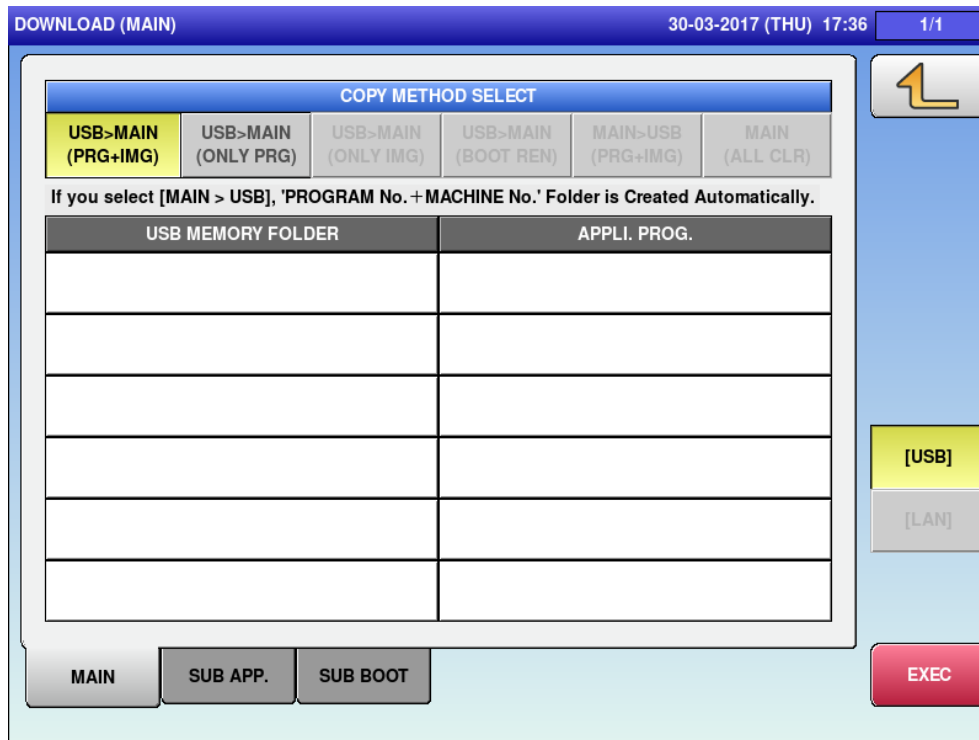 DOWNLOAD (MAIN) 30-03-2017 (THU) 17:36 1/1
COPY METHOD SELECT
USB>MAIN
(PRG+IMG)
USB>MAIN
(ONLY PRG)
USB>MAIN
(ONLY IMG)
USB>MAIN
(BOOT REN)
MAIN>USB
(PRG+IMG)
MAIN
(ALL CLR)
If you select [MAIN > USB], 'PROGRAM No.+MACHINE No.' Folder is Created Automatically.
USB MEMORY FOLDER APPLI. PROG.
[USB]
[LAN]
MAIN SUB APP. SUB BOOT EXEC